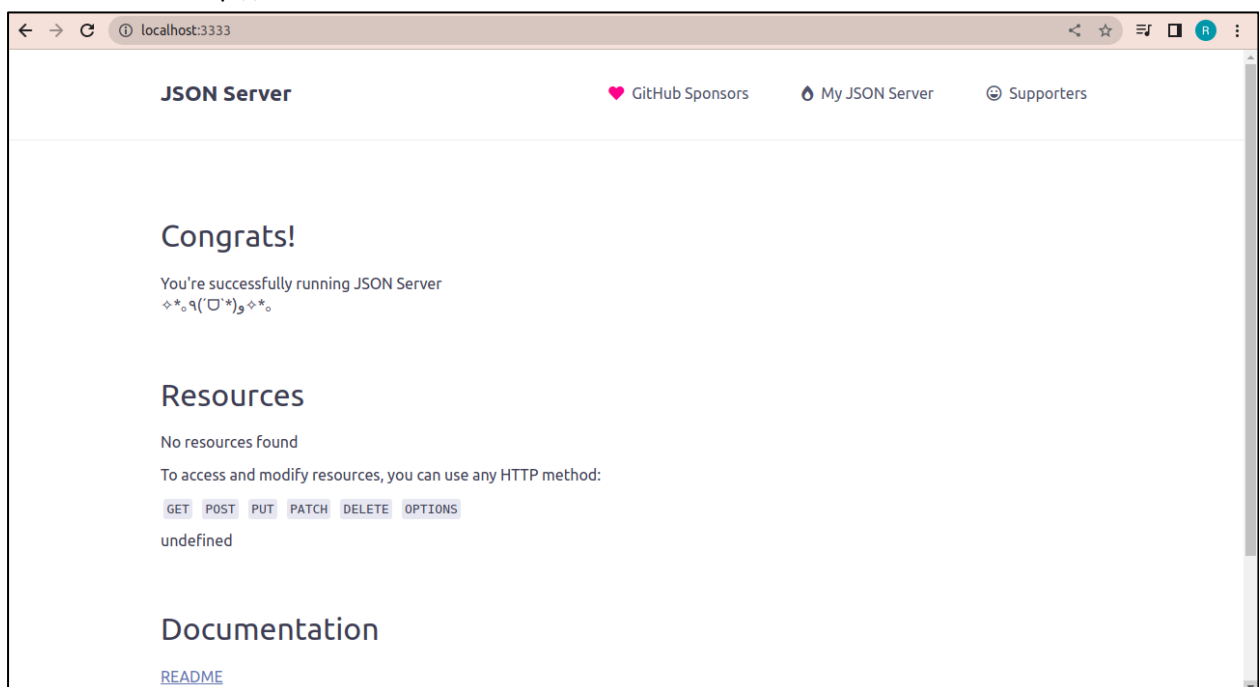 localhost:3333
R
JSON Server
GitHub Sponsors
My JSON Server
Supporters
Congrats!
You're successfully running JSON Server
✧*｡٩(ˊᗜˋ*)و✧*｡
Resources
No resources found
To access and modify resources, you can use any HTTP method:
GET POST PUT PATCH DELETE OPTIONS
undefined
Documentation
README